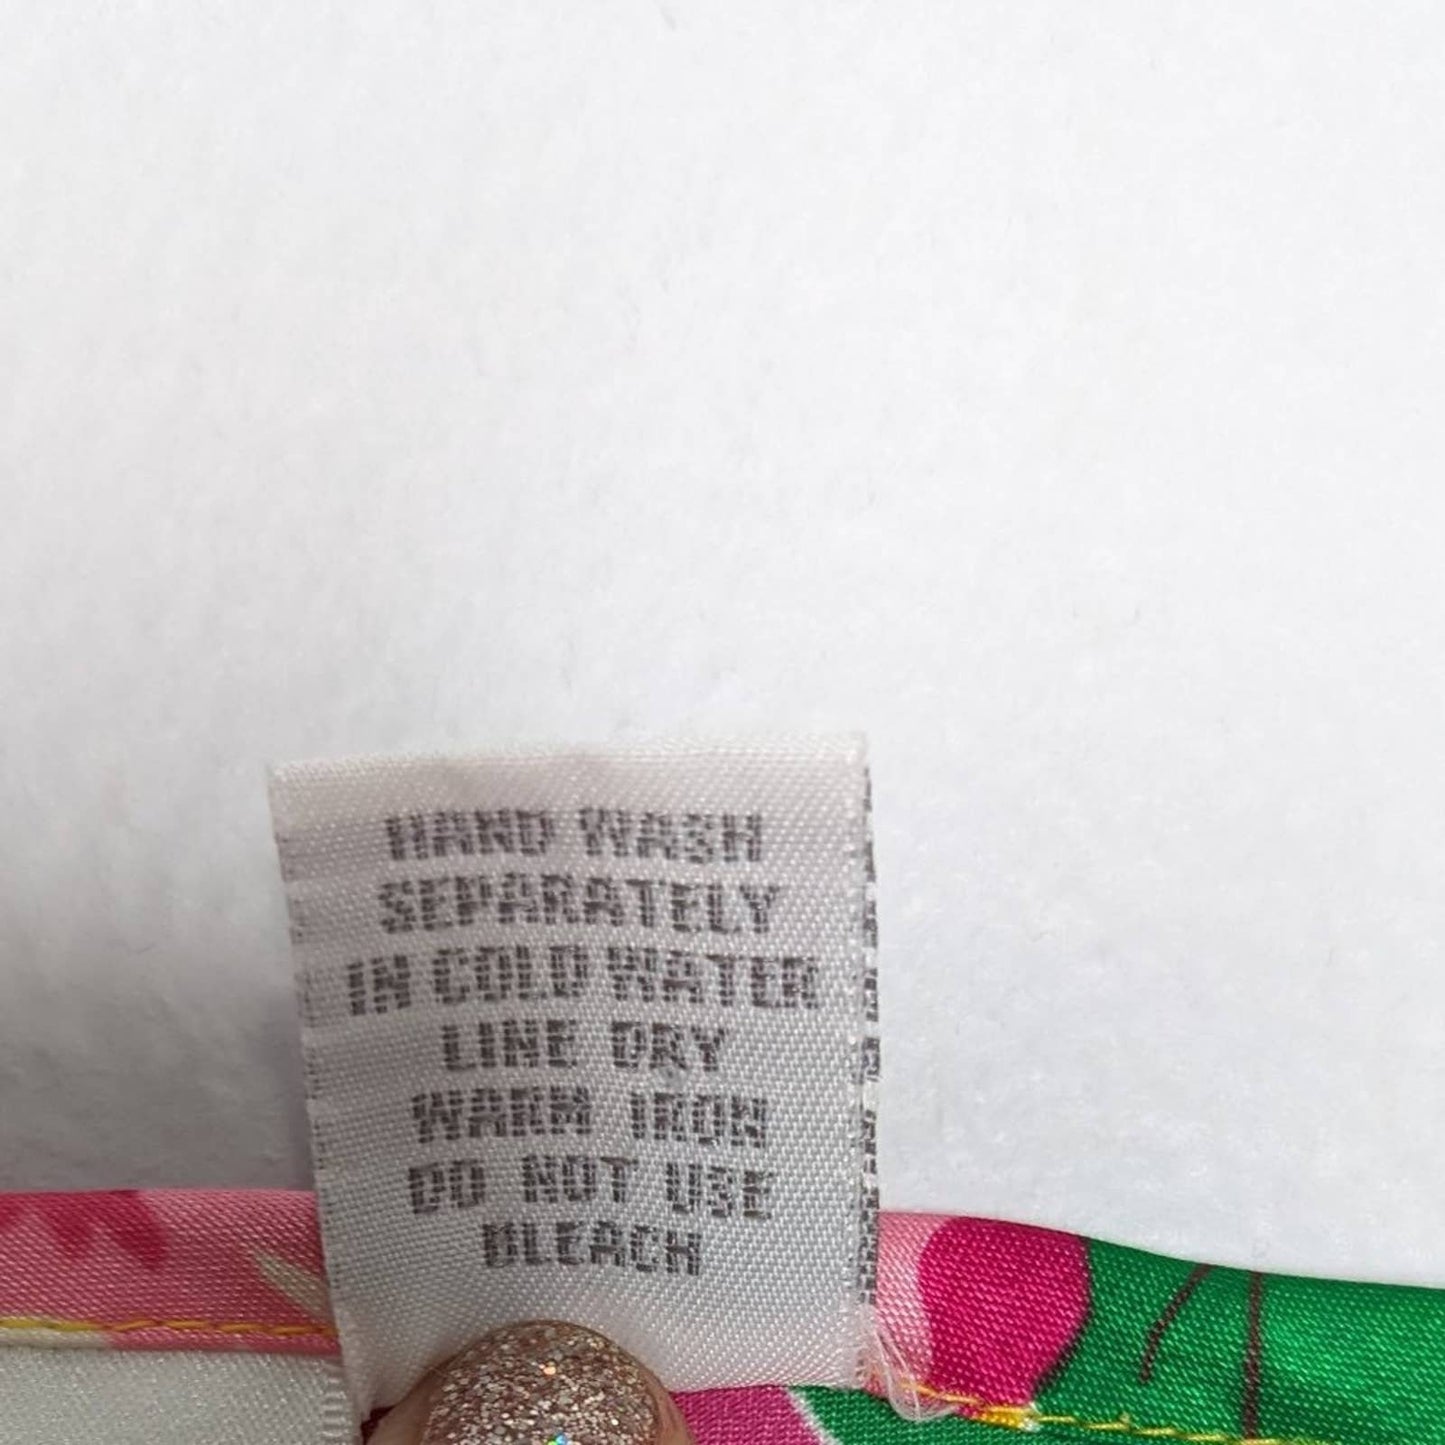 HAND WASH
SEPARATELY
IN COLD WATER
LINE DRY
WARM IRON
DO NOT USE
BLEACH